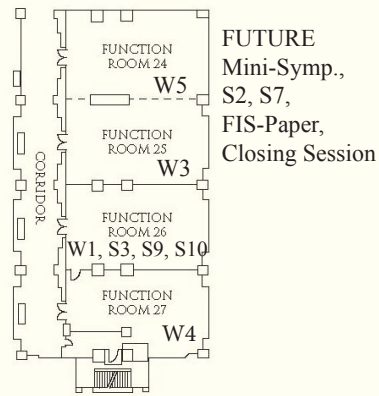 FUNCTION
ROOM 24
W5
FUTURE
Mini-Symp.,
S2, S7,
FIS-Paper,
Closing Session
FUNCTION
ROOM 25
W3
CORRIDOR
FUNCTION
ROOM 26
W1, S3, S9, S10
FUNCTION
ROOM 27
W4